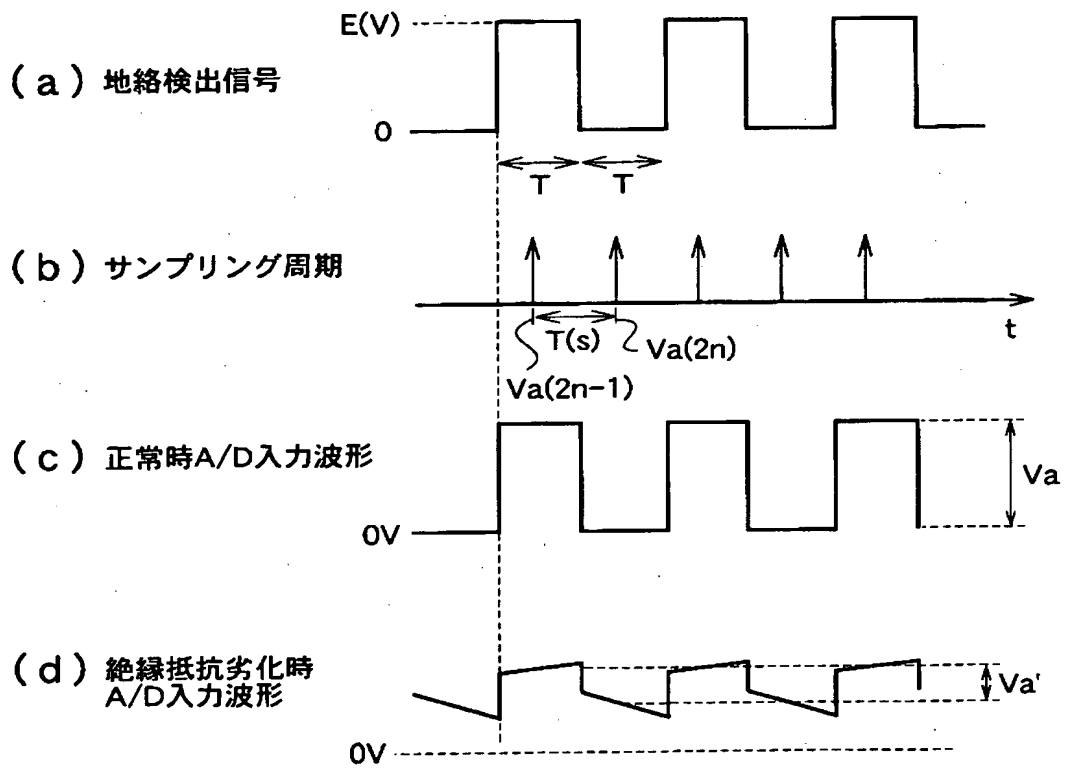 E(V)
(a) 地絡検出信号
0
T T
(b) サンプリング周期
t
T(s)
Va(2n)
Va(2n-1)
(c) 正常時A/D入力波形
Va
0V
(d) 絶縁抵抗劣化時
A/D入力波形
Va'
0V